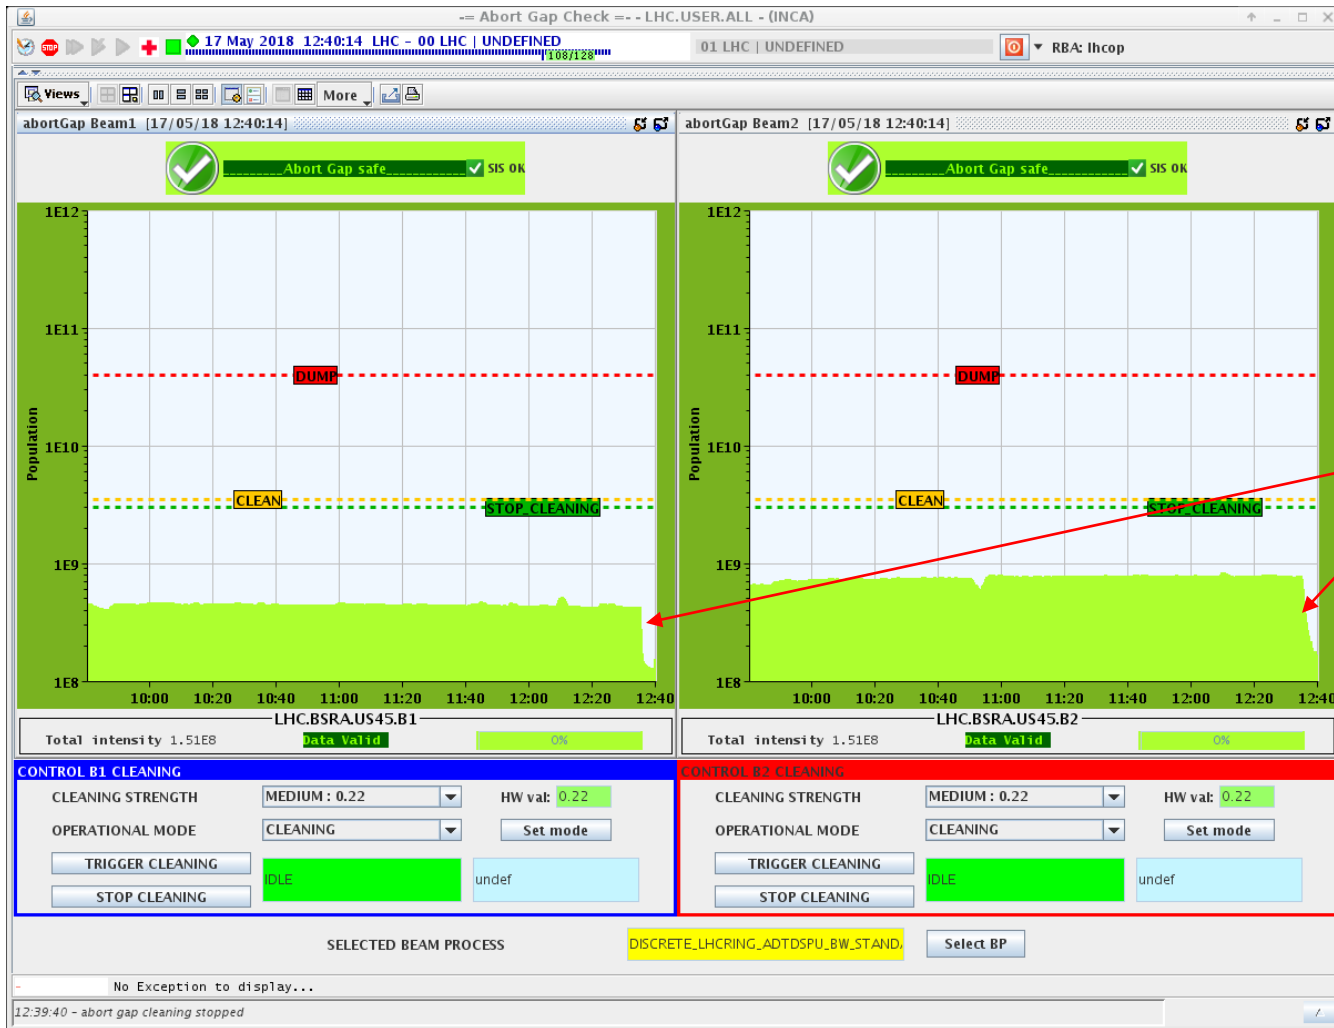 -= Abort Gap Check =- - LHC.USER.ALL - (INCA)
STOP
17 May 2018 12:40:14 LHC - 00 LHC | UNDEFINED
108/128
01 LHC | UNDEFINED
RBA: lhcop
Views
More
abortGap Beam1 [17/05/18 12:40:14]
_________Abort Gap safe____________ SIS OK
1E12
1E11
1E10
1E9
1E8
Population
DUMP
CLEAN
STOP_CLEANING
10:00 10:20 10:40 11:00 11:20 11:40 12:00 12:20 12:40
LHC.BSRA.US45.B1
Total intensity 1.51E8 Data Valid 0%
abortGap Beam2 [17/05/18 12:40:14]
_________Abort Gap safe____________ SIS OK
1E12
1E11
1E10
1E9
1E8
Population
DUMP
CLEAN
STOP_CLEANING
10:00 10:20 10:40 11:00 11:20 11:40 12:00 12:20 12:40
LHC.BSRA.US45.B2
Total intensity 1.51E8 Data Valid 0%
CONTROL B1 CLEANING
CLEANING STRENGTH MEDIUM : 0.22 HW val: 0.22
OPERATIONAL MODE CLEANING Set mode
TRIGGER CLEANING
IDLE undef
STOP CLEANING
CONTROL B2 CLEANING
CLEANING STRENGTH MEDIUM : 0.22 HW val: 0.22
OPERATIONAL MODE CLEANING Set mode
TRIGGER CLEANING
IDLE undef
STOP CLEANING
SELECTED BEAM PROCESS DISCRETE_LHCRING_ADTDSPU_BW_STAND, Select BP
- No Exception to display...
12:39:40 - abort gap cleaning stopped